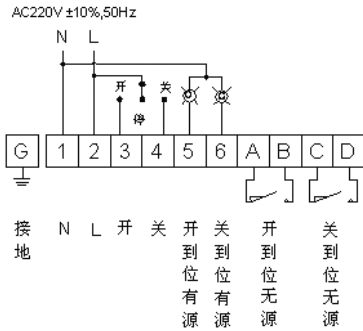 AC220V ±10%,50Hz
N L
开 关
停
G 1 2 3 4 5 6 A B C D
接地
N
L
开
关
开到位有源
关到位有源
开到位无源
关到位无源